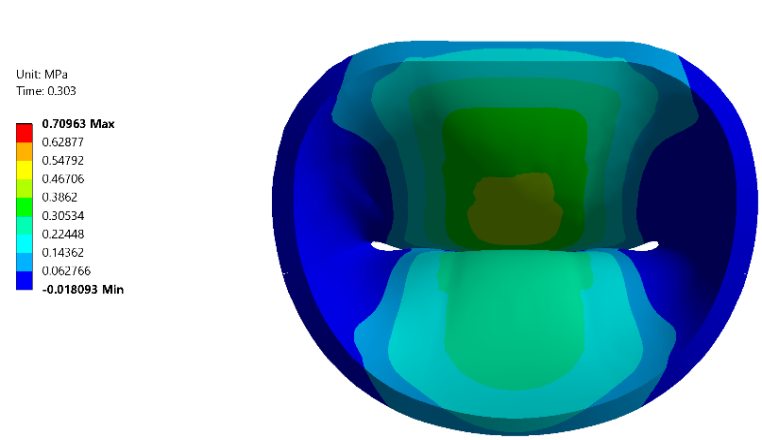 Unit: MPa
Time: 0.303
0.70963 Max
0.62877
0.54792
0.46706
0.3862
0.30534
0.22448
0.14362
0.062766
-0.018093 Min